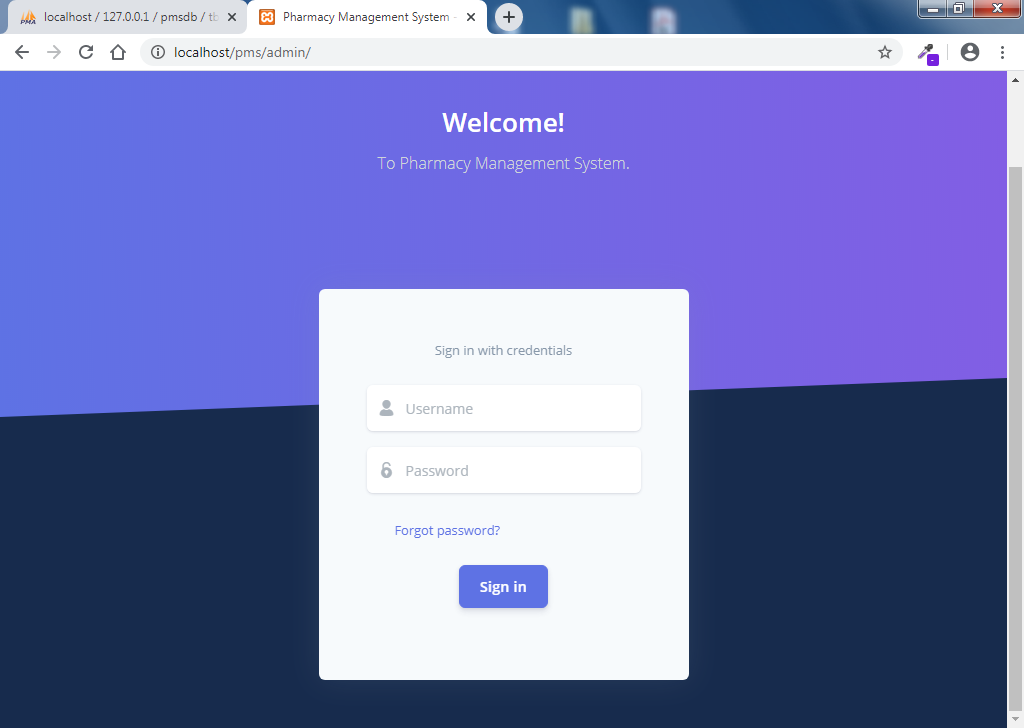 localhost / 127.0.0.1 / pmsdb / tb
Pharmacy Management System
localhost/pms/admin/
Welcome!
To Pharmacy Management System.
Sign in with credentials
Username
Password
Forgot password?
Sign in